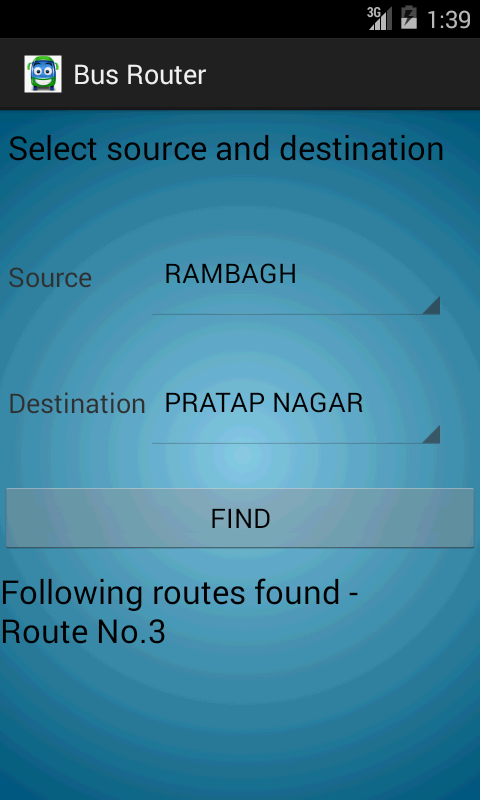 3G 1:39
Bus Router
Select source and destination
Source RAMBAGH
Destination PRATAP NAGAR
FIND
Following routes found -
Route No.3